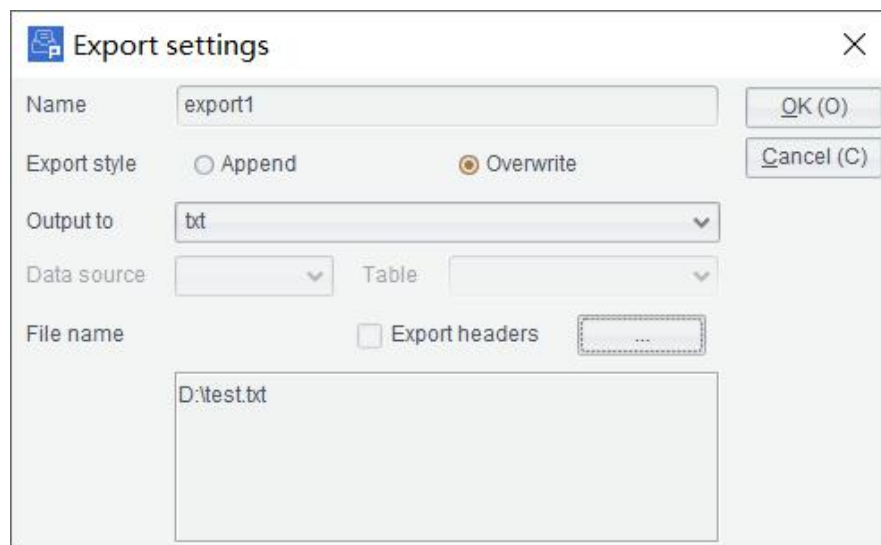 Export settings
Name export1 OK (O)
Export style Append Overwrite Cancel (C)
Output to txt
Data source Table
File name Export headers ...
D:\test.txt